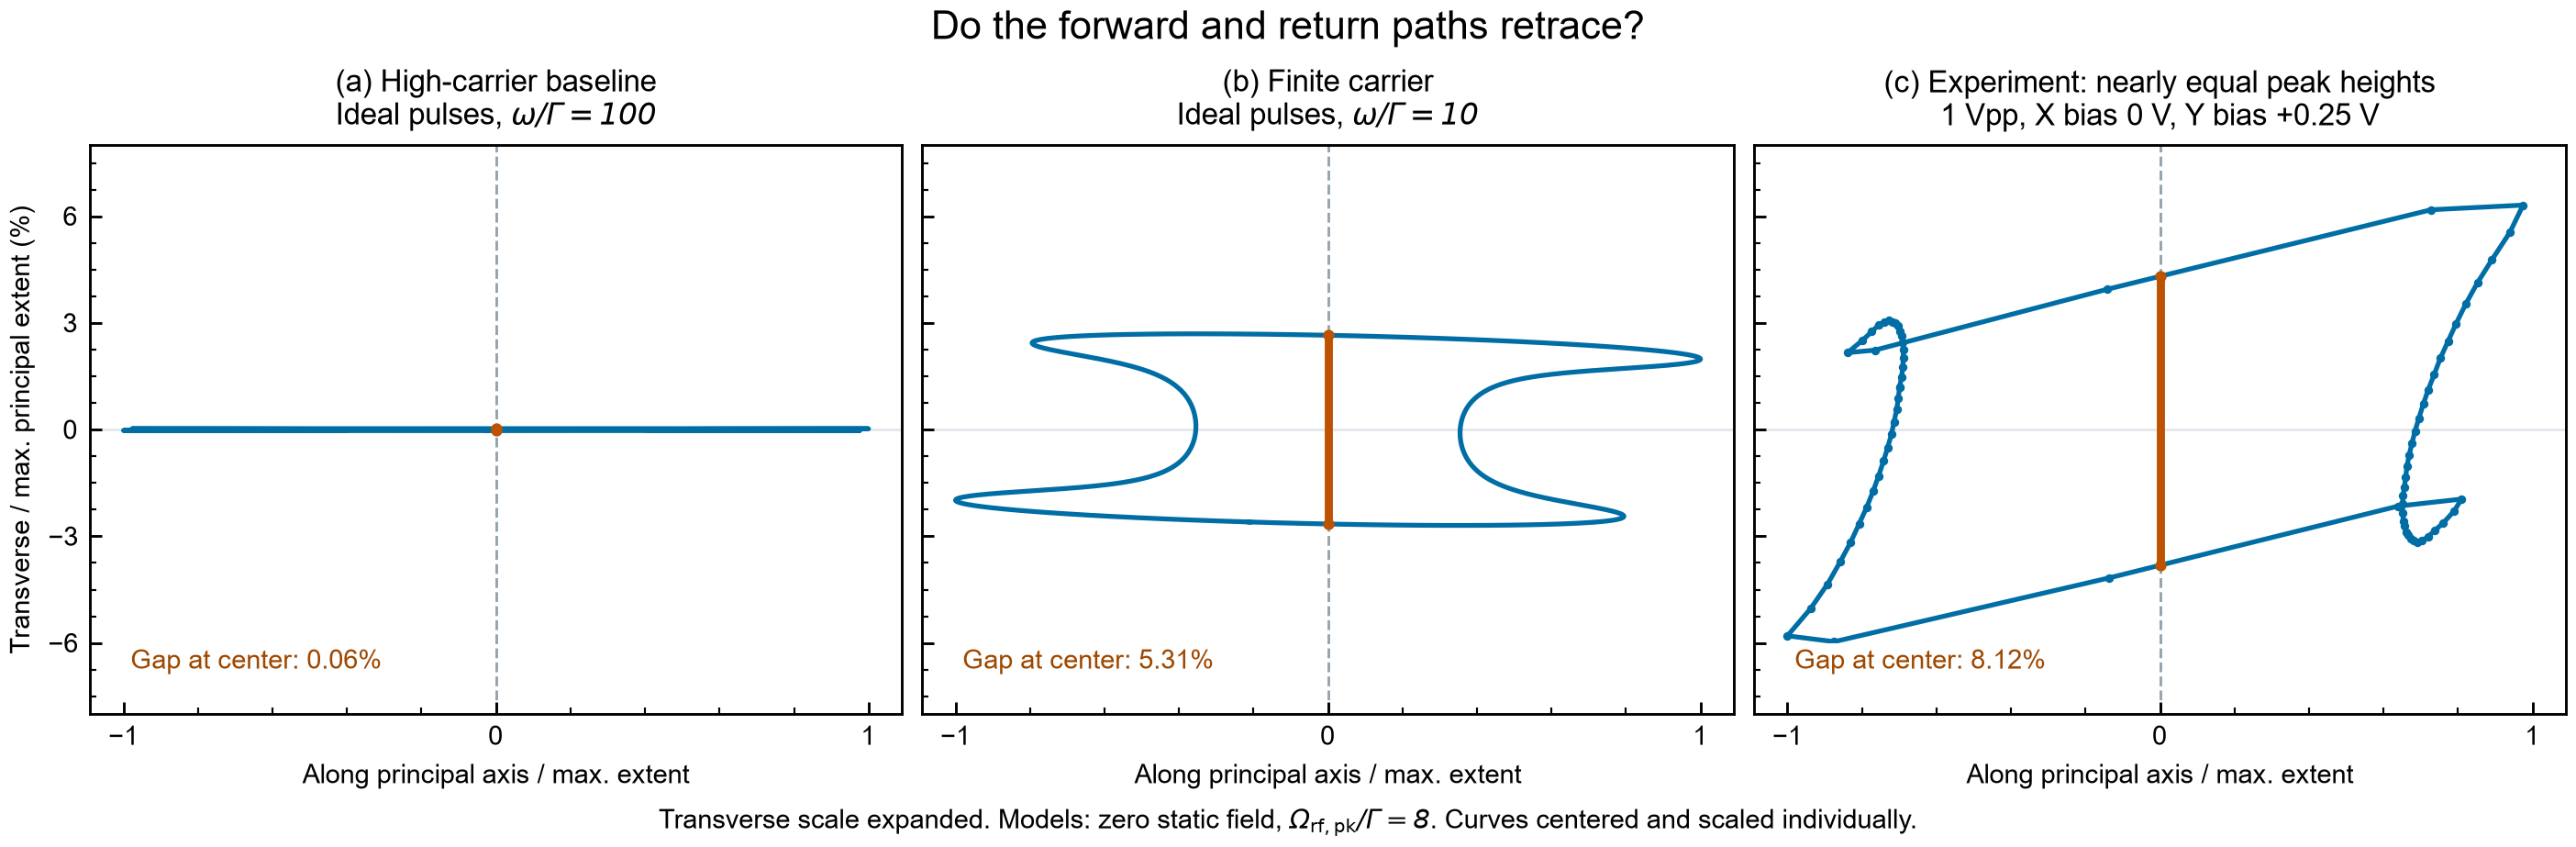 Do the forward and return paths retrace?
(a) High-carrier baseline
Ideal pulses, ω/Γ = 100
(b) Finite carrier
Ideal pulses, ω/Γ = 10
(c) Experiment: nearly equal peak heights
1 Vpp, X bias 0 V, Y bias +0.25 V
Transverse / max. principal extent (%)
6
3
0
−3
−6
Gap at center: 0.06%
Gap at center: 5.31%
Gap at center: 8.12%
−1 0 1
−1 0 1
−1 0 1
Along principal axis / max. extent
Along principal axis / max. extent
Along principal axis / max. extent
Transverse scale expanded. Models: zero static field, Ω_rf, pk/Γ = 8. Curves centered and scaled individually.